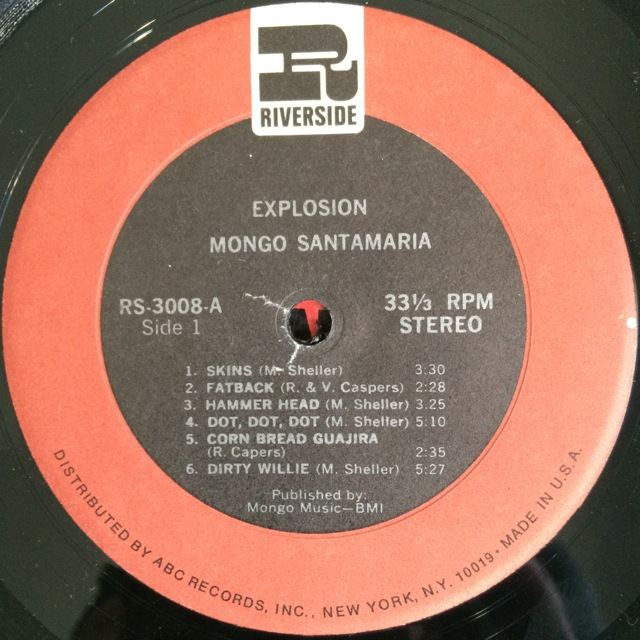 R
RIVERSIDE
EXPLOSION
MONGO SANTAMARIA
RS-3008-A
Side 1
33⅓ RPM
STEREO
1. SKINS (M. Sheller) 3:30
2. FATBACK (R. & V. Caspers) 2:28
3. HAMMER HEAD (M. Sheller) 3.25
4. DOT, DOT, DOT (M. Sheller) 5:10
5. CORN BREAD GUAJIRA
(R. Capers) 2:35
6. DIRTY WILLIE (M. Sheller) 5:27
Published by:
Mongo Music—BMI
DISTRIBUTED BY ABC RECORDS, INC., NEW YORK, N.Y. 10019 • MADE IN U.S.A.